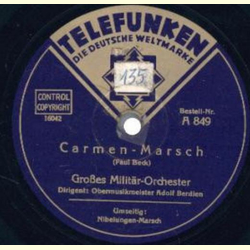 TELEFUNKEN
DIE DEUTSCHE WELTMARKE
135
CONTROL
COPYRIGHT
16042
Bestell-Nr.
A 849
Carmen-Marsch
(Paul Beck)
Großes Militär-Orchester
Dirigent: Obermusikmeister Adolf Berdien
Umseitig:
Nibelungen-Marsch